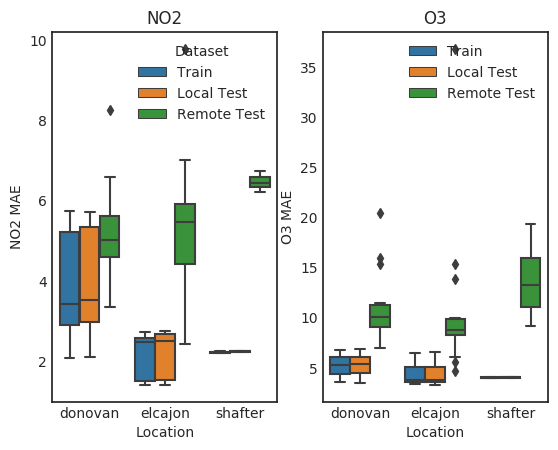 NO2
NO2 MAE
10
8
6
4
2
Dataset
Train
Local Test
Remote Test
donovan elcajon shafter
Location
O3
O3 MAE
35
30
25
20
15
10
5
Train
Local Test
Remote Test
donovan elcajon shafter
Location